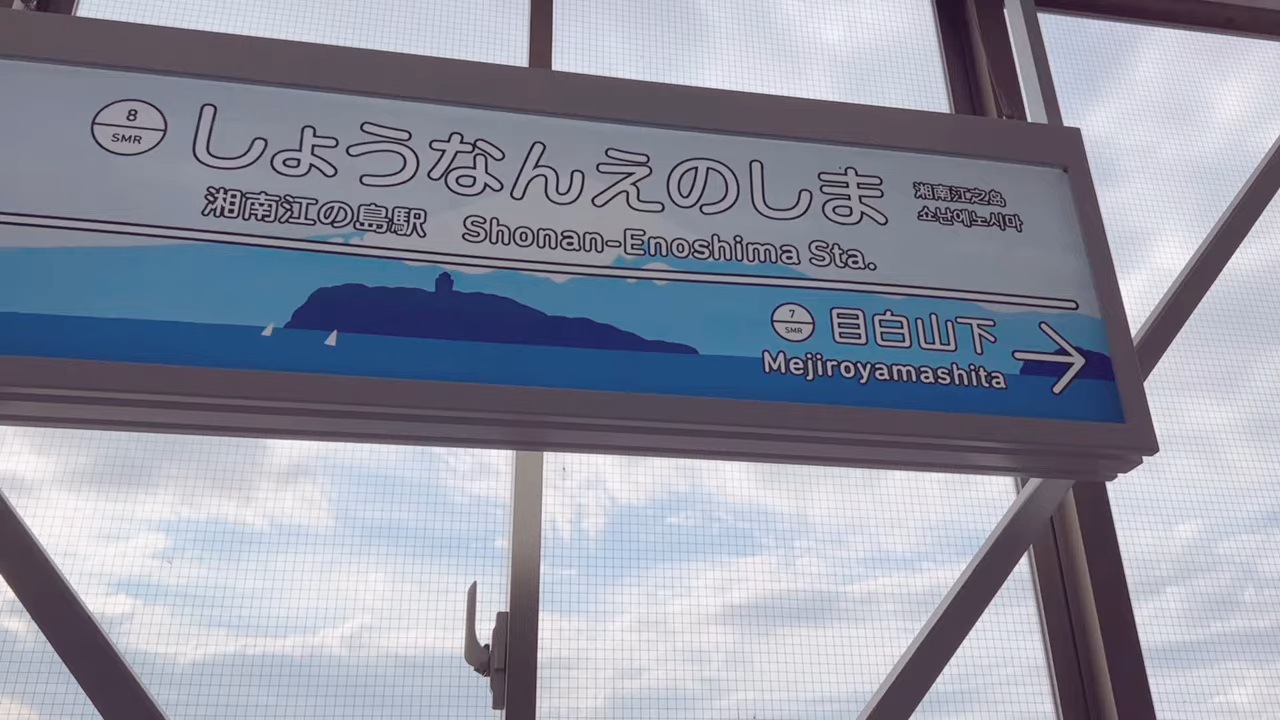 8
SMR
しょうなんえのしま
湘南江の島駅 Shonan-Enoshima Sta.
湘南江之岛
쇼난에노시마
7
SMR
目白山下
Mejiroyamashita